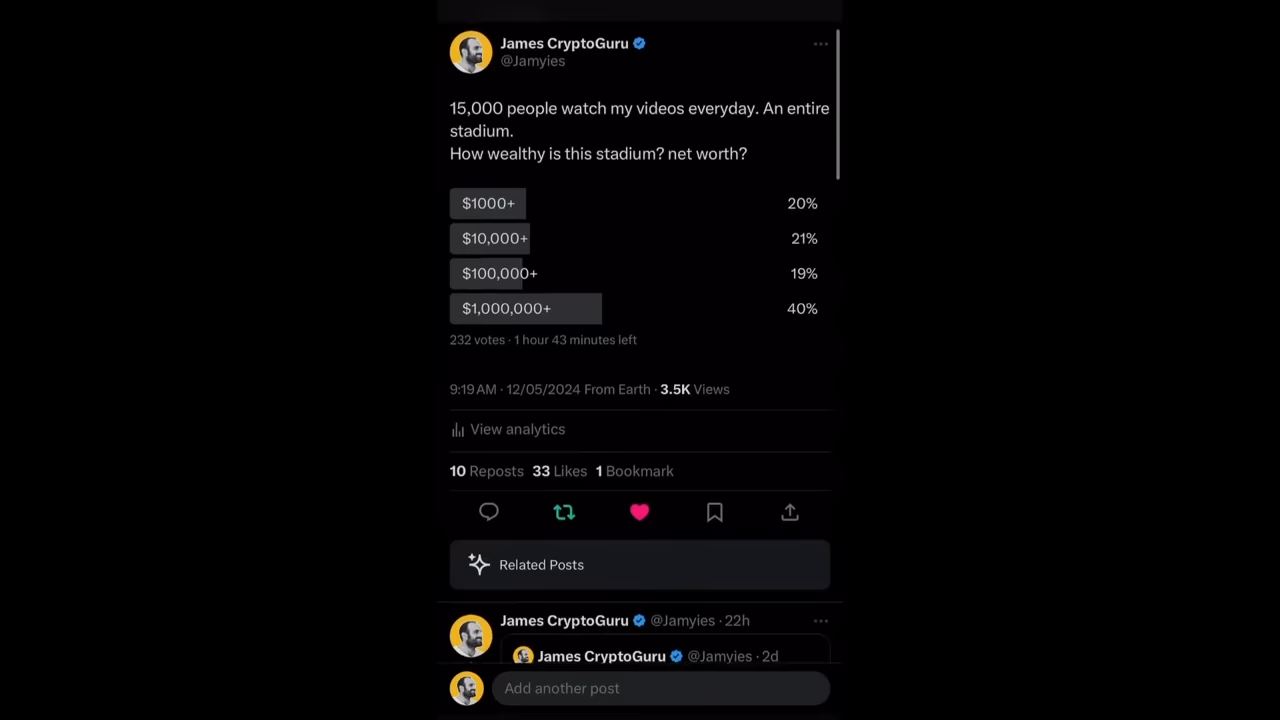 James CryptoGuru
@Jamyies
15,000 people watch my videos everyday. An entire
stadium.
How wealthy is this stadium? net worth?
$1000+ 20%
$10,000+ 21%
$100,000+ 19%
$1,000,000+ 40%
232 votes · 1 hour 43 minutes left
9:19 AM · 12/05/2024 From Earth · 3.5K Views
View analytics
10 Reposts 33 Likes 1 Bookmark
Related Posts
James CryptoGuru @Jamyies · 22h
James CryptoGuru @Jamyies · 2d
Add another post